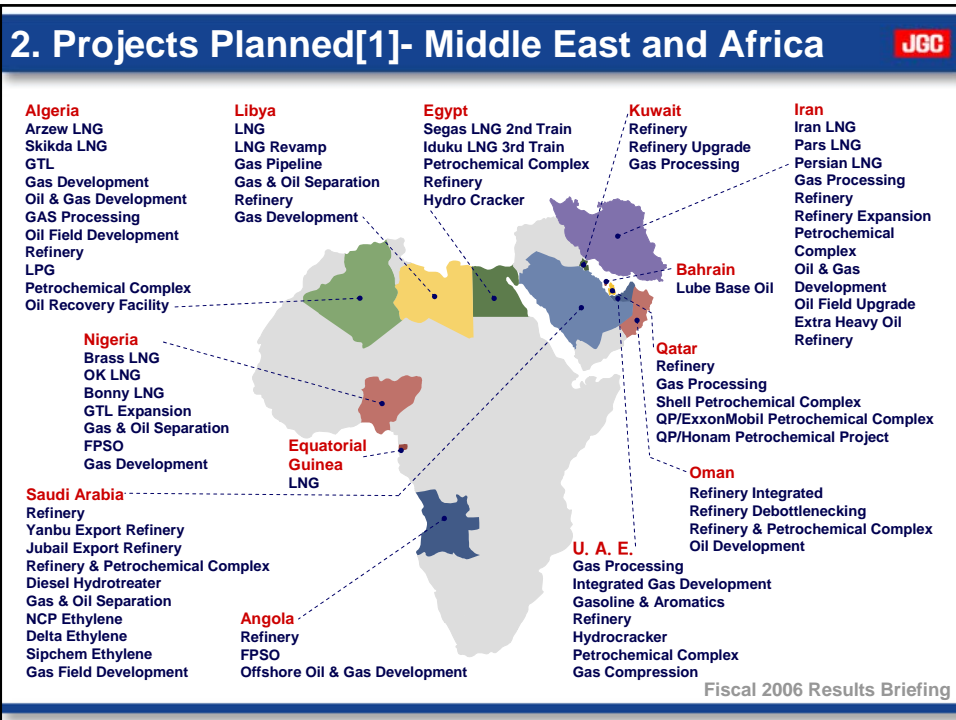 2. Projects Planned[1]- Middle East and Africa
JGC
Algeria
Arzew LNG
Skikda LNG
GTL
Gas Development
Oil & Gas Development
GAS Processing
Oil Field Development
Refinery
LPG
Petrochemical Complex
Oil Recovery Facility
Libya
LNG
LNG Revamp
Gas Pipeline
Gas & Oil Separation
Refinery
Gas Development
Egypt
Segas LNG 2nd Train
Iduku LNG 3rd Train
Petrochemical Complex
Refinery
Hydro Cracker
Kuwait
Refinery
Refinery Upgrade
Gas Processing
Iran
Iran LNG
Pars LNG
Persian LNG
Gas Processing
Refinery
Refinery Expansion
Petrochemical
Complex
Oil & Gas
Development
Oil Field Upgrade
Extra Heavy Oil
Refinery
Bahrain
Lube Base Oil
Nigeria
Brass LNG
OK LNG
Bonny LNG
GTL Expansion
Gas & Oil Separation
FPSO
Gas Development
Equatorial
Guinea
LNG
Qatar
Refinery
Gas Processing
Shell Petrochemical Complex
QP/ExxonMobil Petrochemical Complex
QP/Honam Petrochemical Project
Oman
Refinery Integrated
Refinery Debottlenecking
Refinery & Petrochemical Complex
Oil Development
Saudi Arabia
Refinery
Yanbu Export Refinery
Jubail Export Refinery
Refinery & Petrochemical Complex
Diesel Hydrotreater
Gas & Oil Separation
NCP Ethylene
Delta Ethylene
Sipchem Ethylene
Gas Field Development
Angola
Refinery
FPSO
Offshore Oil & Gas Development
U. A. E.
Gas Processing
Integrated Gas Development
Gasoline & Aromatics
Refinery
Hydrocracker
Petrochemical Complex
Gas Compression
Fiscal 2006 Results Briefing